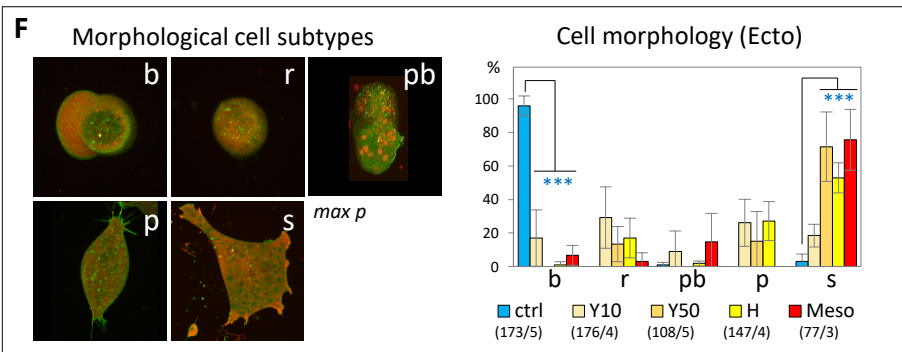 F
Morphological cell subtypes
b
r
pb
p
s
max p
Cell morphology (Ecto)
%
100
80
60
40
20
0
***
***
b
r
pb
p
s
ctrl
Y10
Y50
H
Meso
(173/5)
(176/4)
(108/5)
(147/4)
(77/3)